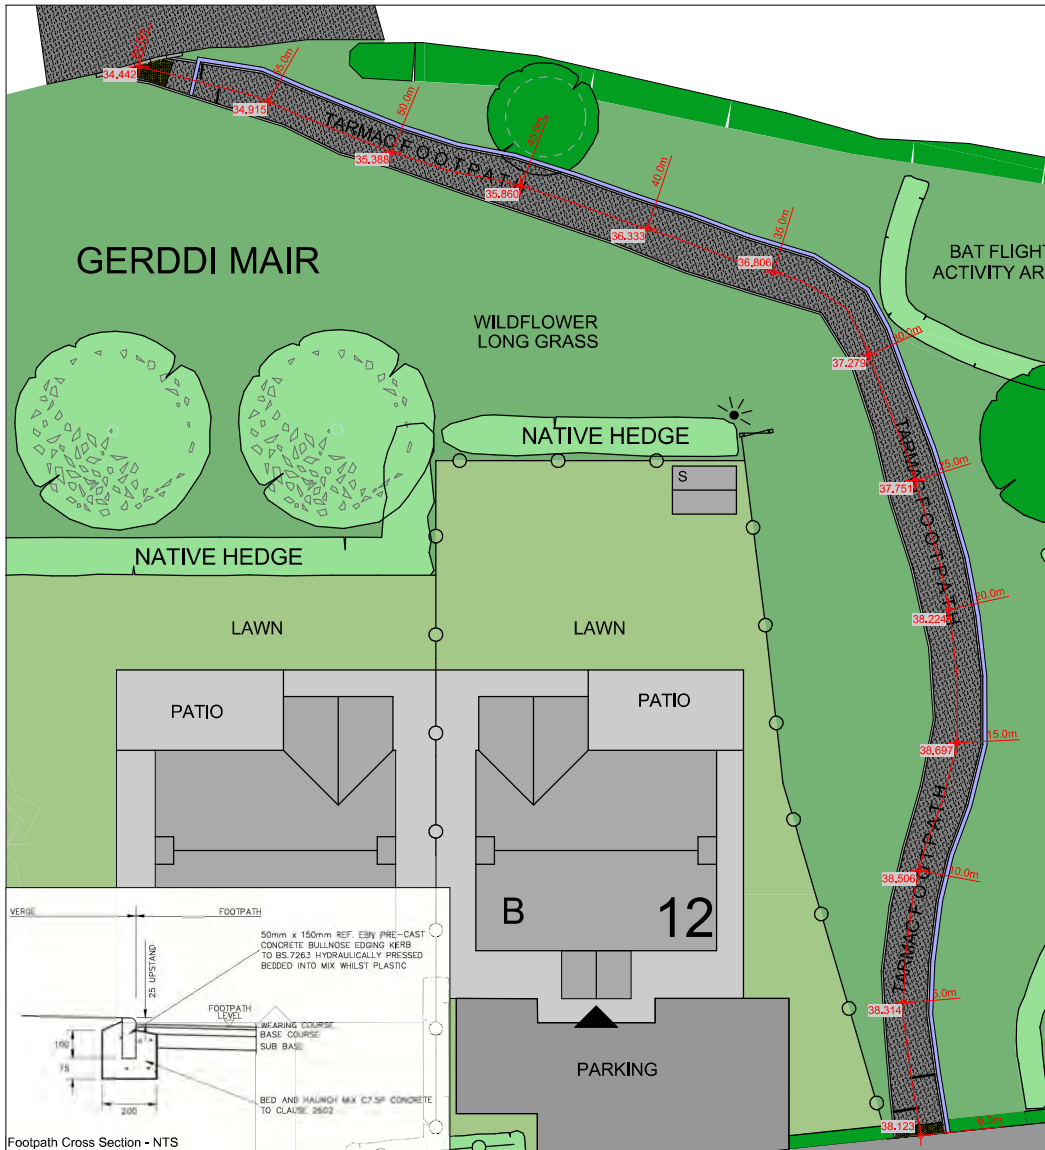 60.0m
34.442
55.0m
34.915
50.0m
35.388
TARMAC FOOTPATH
45.0m
35.860
40.0m
36.333
35.0m
36.806
GERDDI MAIR
BAT FLIGHT
ACTIVITY AR
WILDFLOWER
LONG GRASS
30.0m
37.279
NATIVE HEDGE
S
TARMAC FOOTPATH
25.0m
37.751
NATIVE HEDGE
20.0m
38.224
LAWN
LAWN
PATIO
PATIO
15.0m
38.697
TARMAC FOOTPATH
10.0m
38.506
B
12
5.0m
38.314
PARKING
0.0m
38.123
VERGE
FOOTPATH
50mm x 150mm REF. EBN PRE-CAST
CONCRETE BULLNOSE EDGING KERB
TO BS.7263 HYDRAULICALLY PRESSED
BEDDED INTO MIX WHILST PLASTIC
25 UPSTAND
FOOTPATH
LEVEL
WEARING COURSE
BASE COURSE
SUB BASE
100
75
200
BED AND HAUNCH MIX C7.5P CONCRETE
TO CLAUSE 2602
Footpath Cross Section - NTS